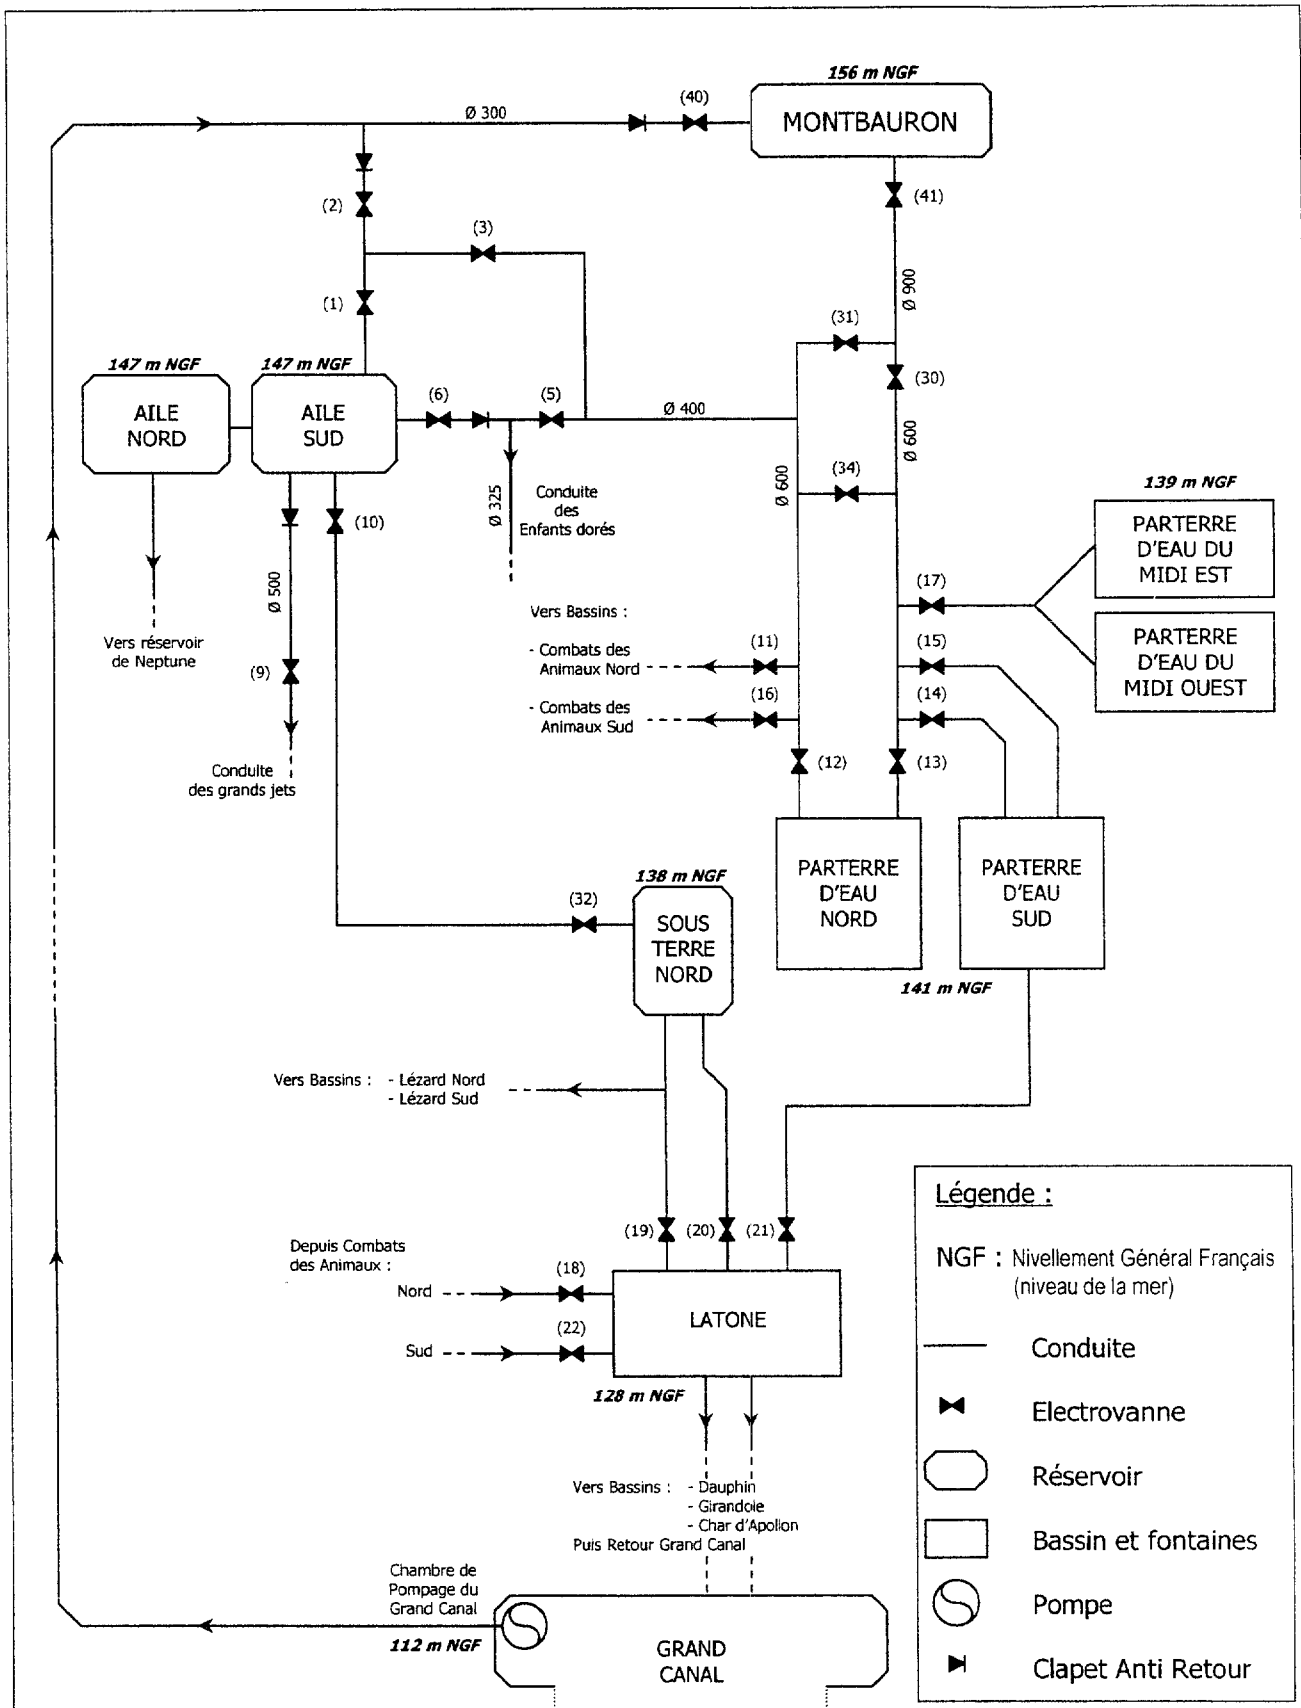 156 m NGF
MONTBAURON
Ø 300
(40)
(41)
(2)
(3)
(1)
Ø 900
(31)
(30)
147 m NGF
147 m NGF
AILE
NORD
AILE
SUD
(6)
(5)
Ø 400
Ø 600
(34)
Ø 600
Ø 325
Conduite
des
Enfants dorés
(10)
Ø 500
139 m NGF
PARTERRE
D'EAU DU
MIDI EST
PARTERRE
D'EAU DU
MIDI OUEST
(17)
(15)
(14)
Vers Bassins :
- Combats des
Animaux Nord
(11)
- Combats des
Animaux Sud
(16)
Vers réservoir
de Neptune
(9)
Conduite
des grands jets
(12)
(13)
PARTERRE
D'EAU
NORD
PARTERRE
D'EAU
SUD
141 m NGF
138 m NGF
(32)
SOUS
TERRE
NORD
Vers Bassins : - Lézard Nord
- Lézard Sud
(19)
(20)
(21)
Depuis Combats
des Animaux :
Nord
(18)
Sud
(22)
LATONE
128 m NGF
Vers Bassins : - Dauphin
- Girandole
- Char d'Apollon
Puis Retour Grand Canal
Chambre de
Pompage du
Grand Canal
112 m NGF
GRAND
CANAL
Légende :
NGF : Nivellement Général Français
(niveau de la mer)
Conduite
Electrovanne
Réservoir
Bassin et fontaines
Pompe
Clapet Anti Retour